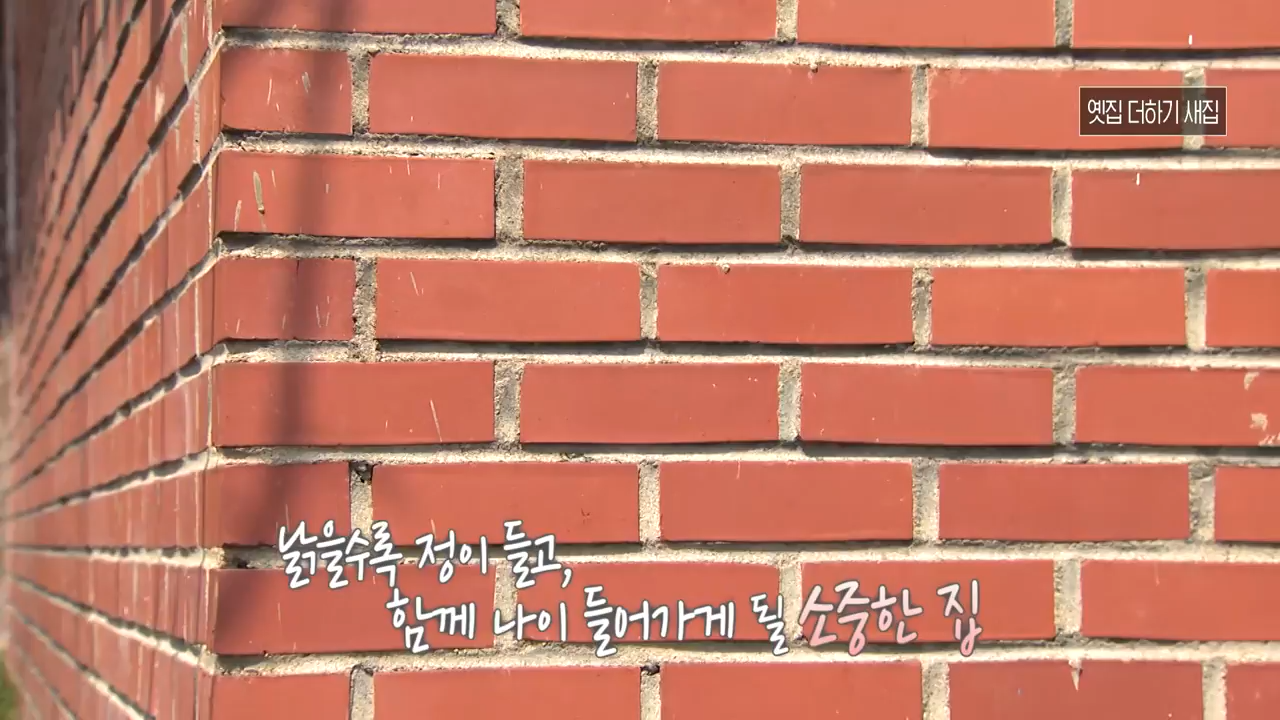 옛집 더하기 새집
낡을수록 정이 들고,
함께 나이 들어가게 될 소중한 집